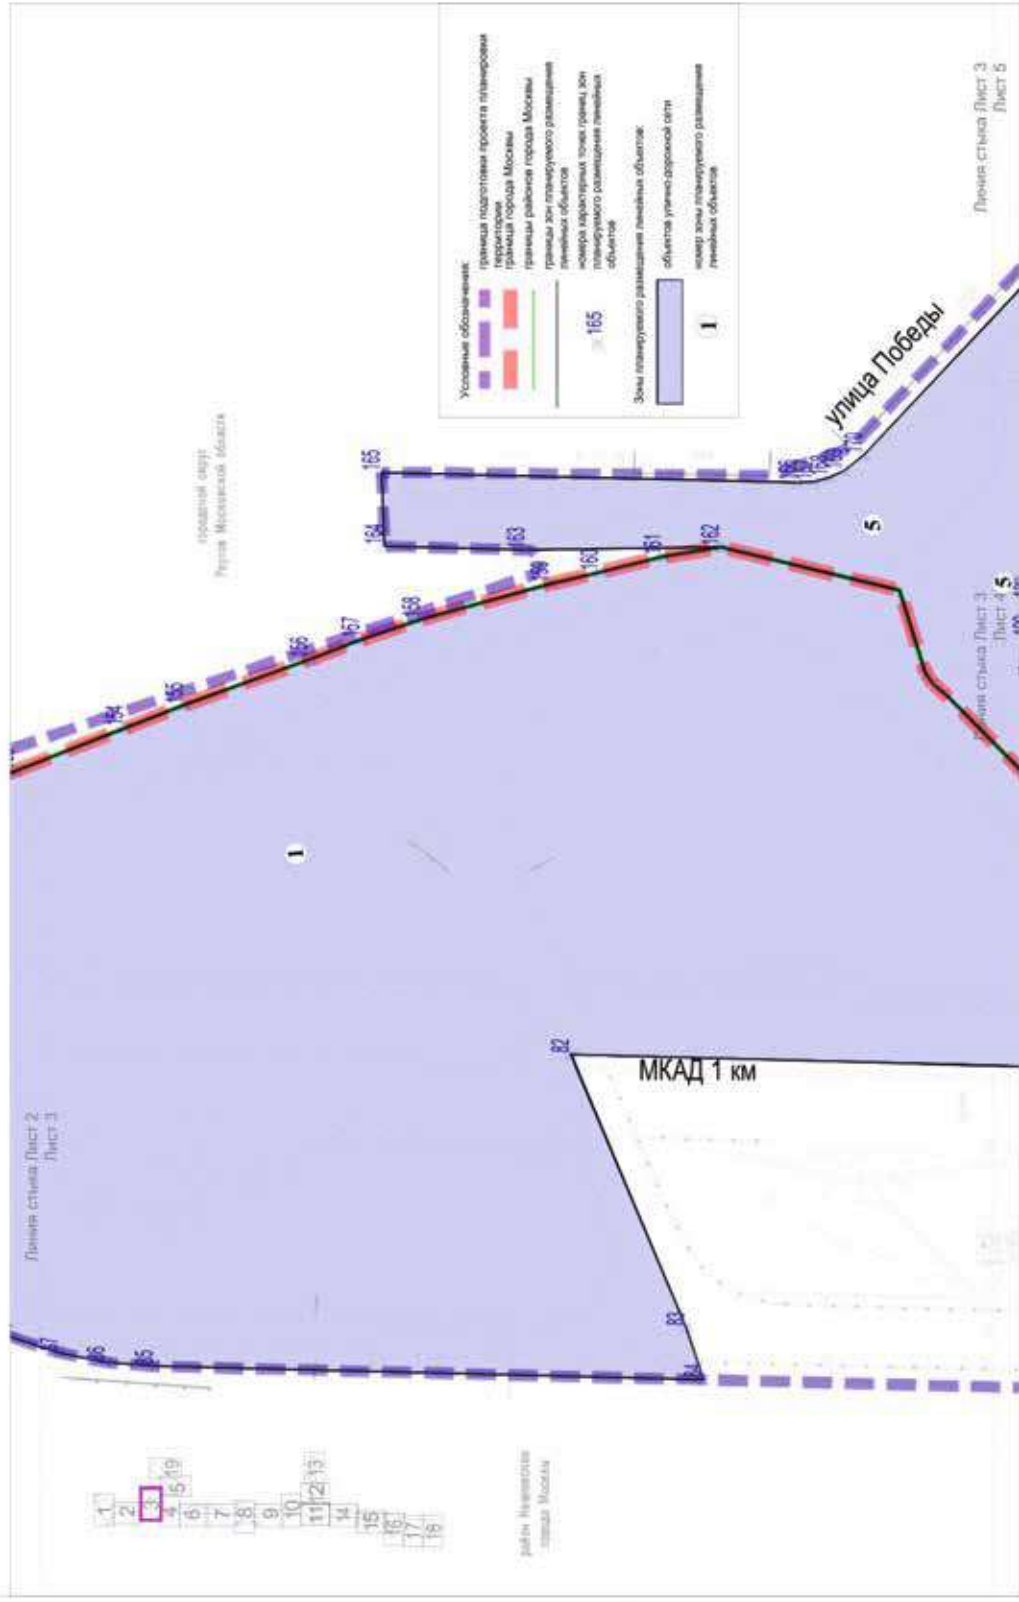 Условные обозначения:
граница подготовки проекта планировки
территории
граница города Москвы
границы районов города Москвы
границы зон планируемого размещения
линейных объектов
165
номера характерных точек границ зон
планируемого размещения линейных
объектов
Зоны планируемого размещения линейных объектов:
объектов улично-дорожной сети
1
номер зоны планируемого размещения
линейных объектов
Линия стыка Лист 3
Лист 5
городской округ
Реутов Московской области
улица Победы
165
164
163
162
161
160
159
158
157
156
155
154
170
5
5
Линия стыка Лист 3
Лист 4
1
82
МКАД 1 км
83
84
85
86
87
Линия стыка Лист 2
Лист 3
1
2
3
4
5
19
6
7
8
9
10
11
12
13
14
15
16
17
18
район
города Москвы